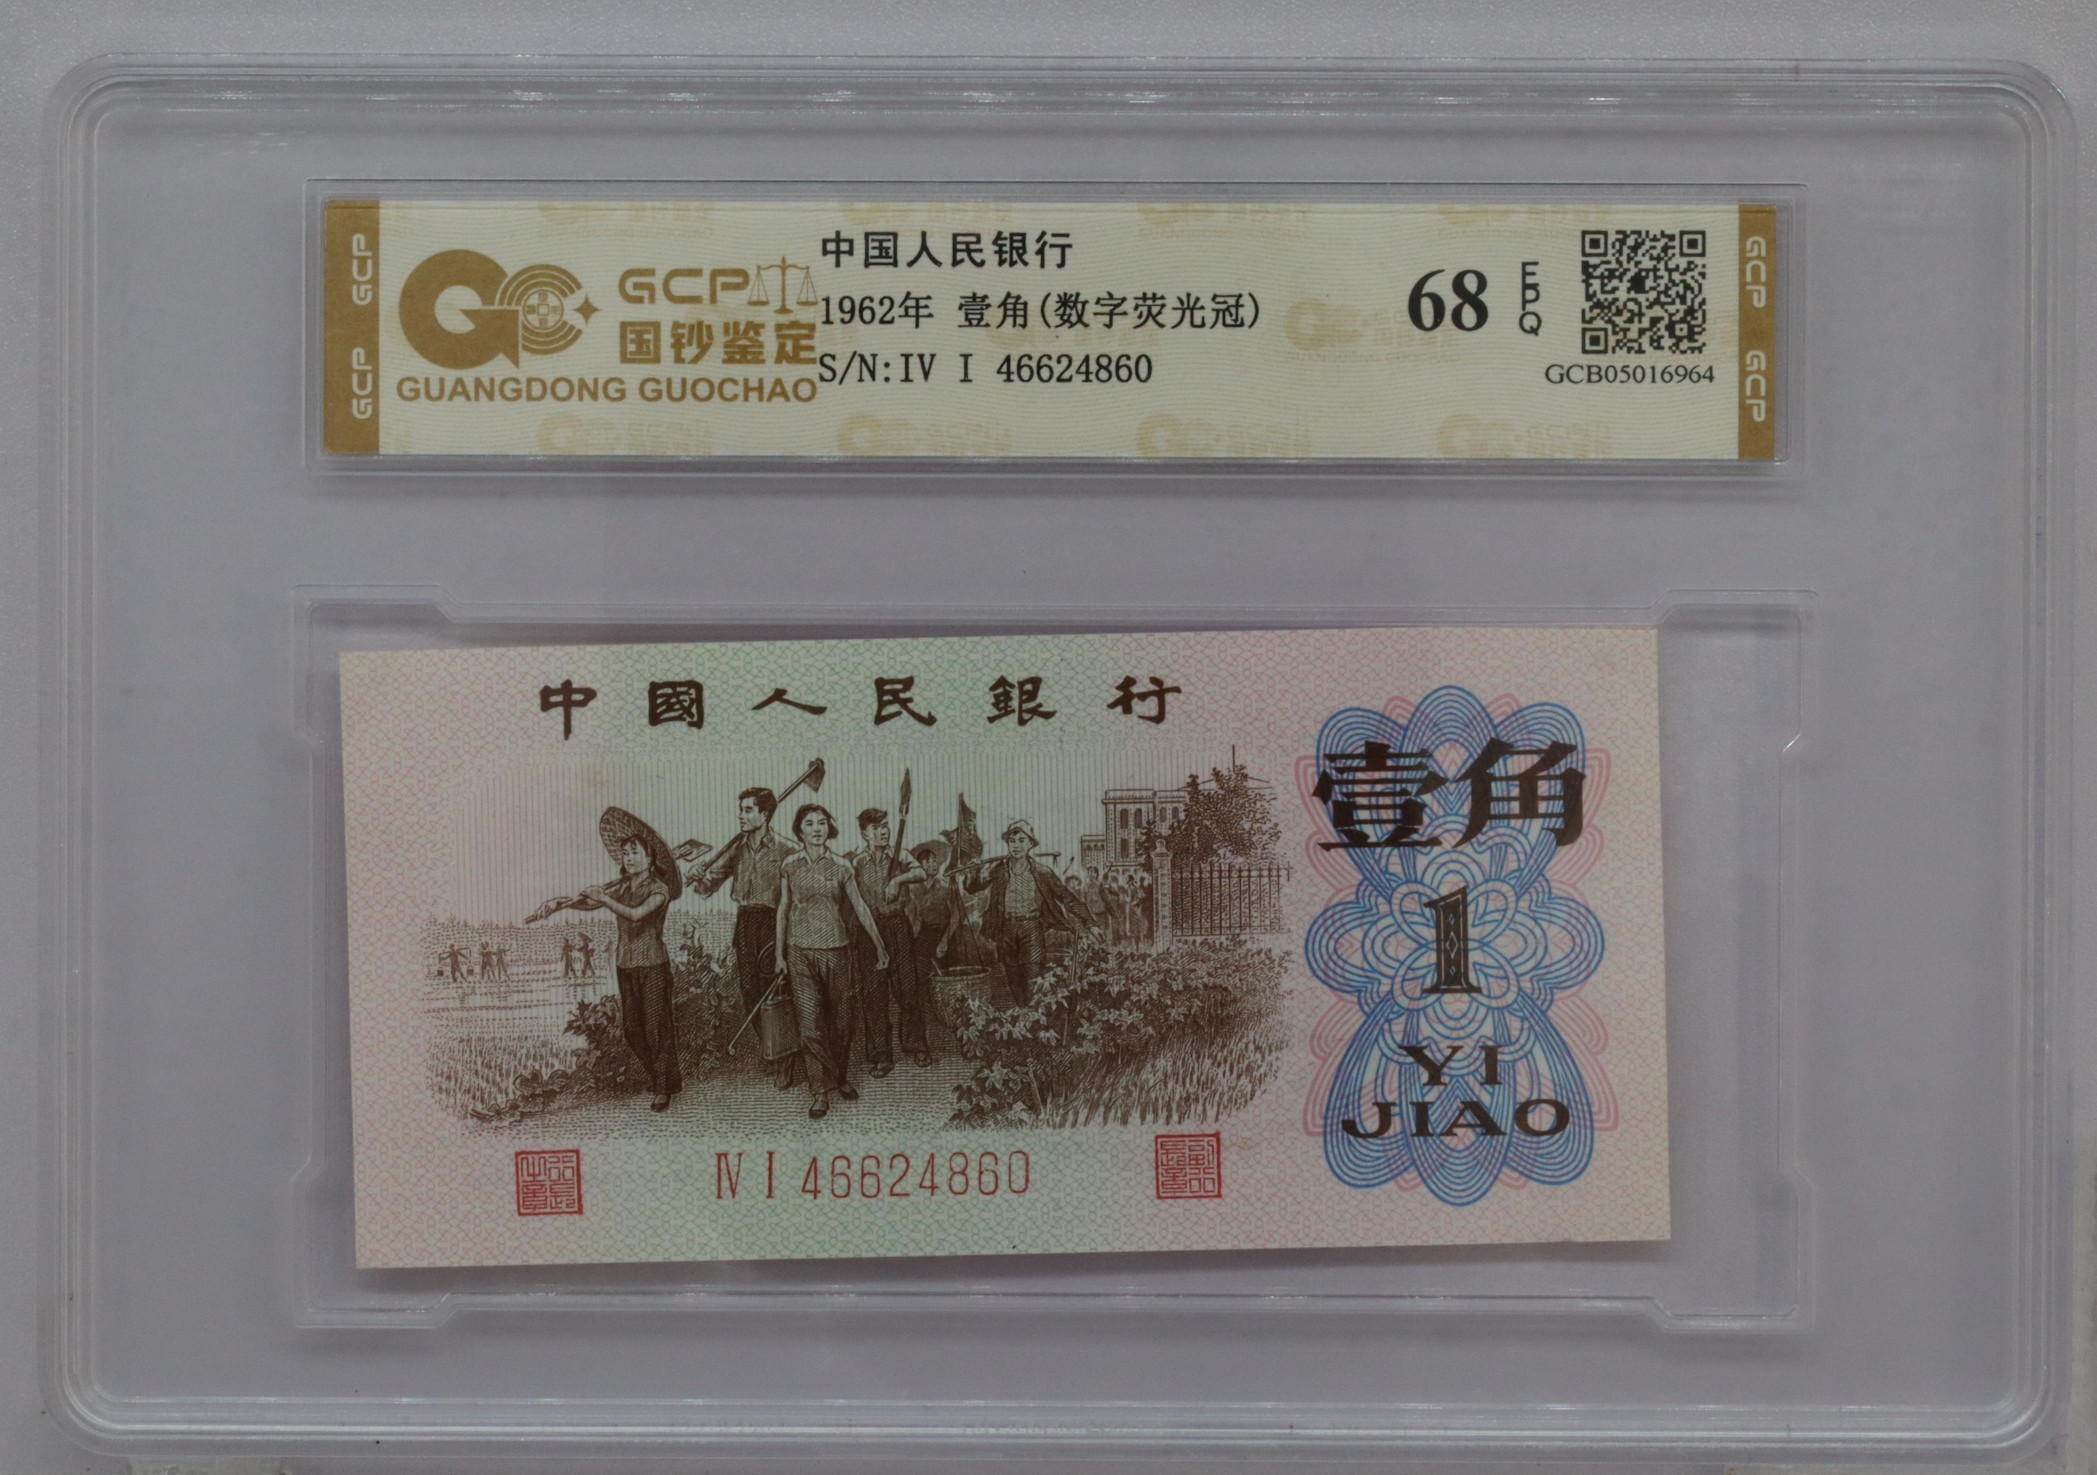 GCP GCP
GCP
国钞鉴定
GUANGDONG GUOCHAO
中国人民银行
1962年 壹角(数字荧光冠)
S/N:IV I 46624860
68 EPQ
GCB05016964
GCP GCP
中國人民銀行
壹角
1
YI
JIAO
IV I 46624860